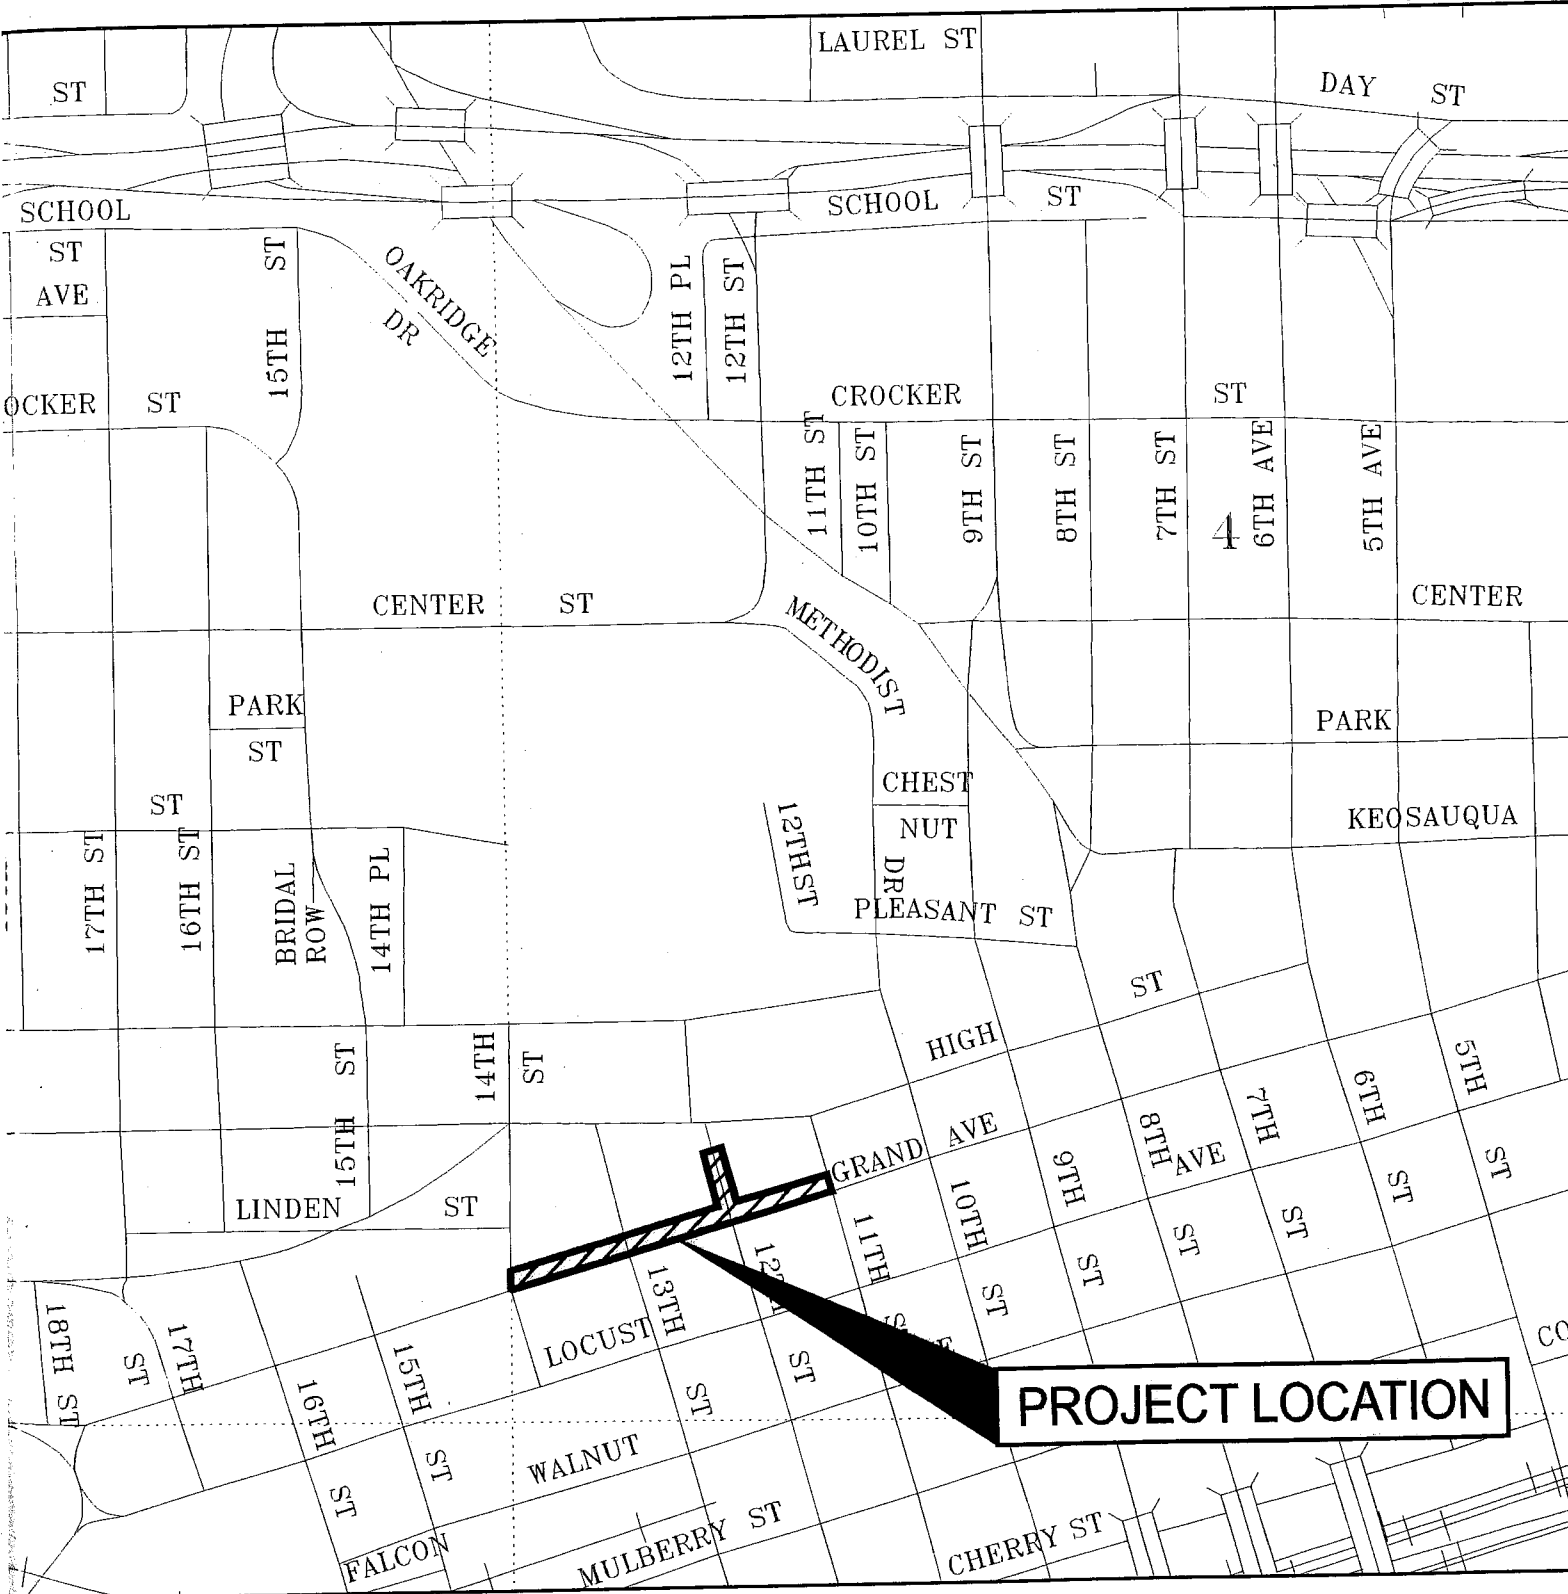 LAUREL ST
DAY ST
ST
SCHOOL
ST
AVE
SCHOOL ST
15TH ST
OAKRIDGE
DR
12TH PL
12TH ST
OCKER ST
CROCKER ST
11TH ST
10TH ST
9TH ST
8TH ST
7TH ST
4
6TH AVE
5TH AVE
CENTER ST
METHODIST
CENTER
PARK
ST
PARK
ST
CHEST
NUT
DR
KEOSAUQUA
17TH ST
16TH ST
BRIDAL
ROW
14TH PL
12TH ST
PLEASANT ST
HIGH ST
15TH ST
14TH ST
5TH ST
6TH ST
7TH ST
8TH ST
9TH ST
10TH ST
11TH
GRAND AVE
AVE
LINDEN ST
13TH ST
ST
LOCUST
18TH ST
17TH ST
16TH ST
15TH ST
PROJECT LOCATION
CO
WALNUT
FALCON
MULBERRY ST
CHERRY ST